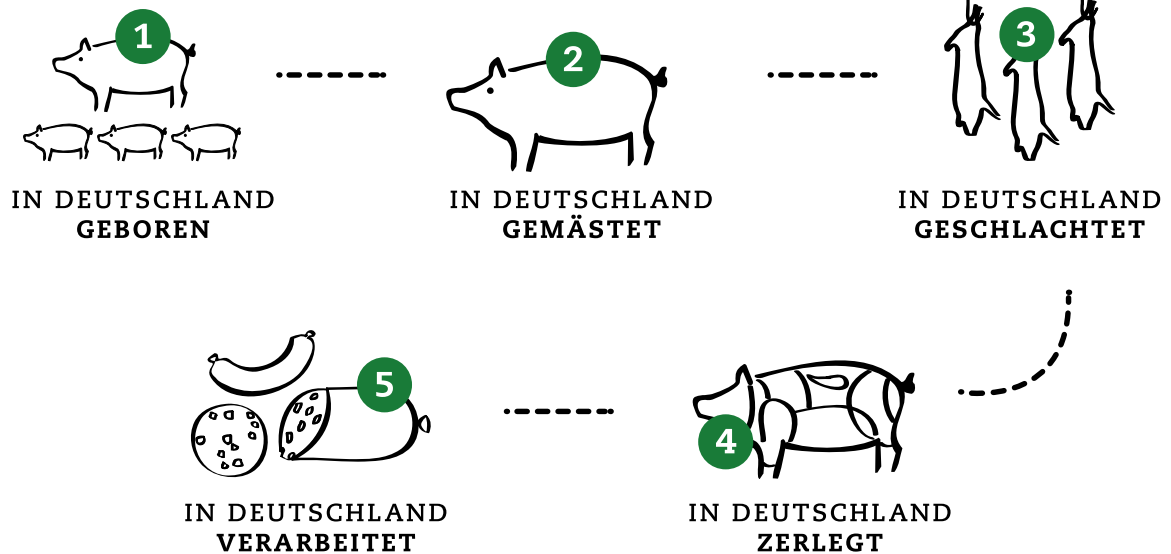 1
IN DEUTSCHLAND
GEBOREN
2
IN DEUTSCHLAND
GEMÄSTET
3
IN DEUTSCHLAND
GESCHLACHTET
4
IN DEUTSCHLAND
ZERLEGT
5
IN DEUTSCHLAND
VERARBEITET